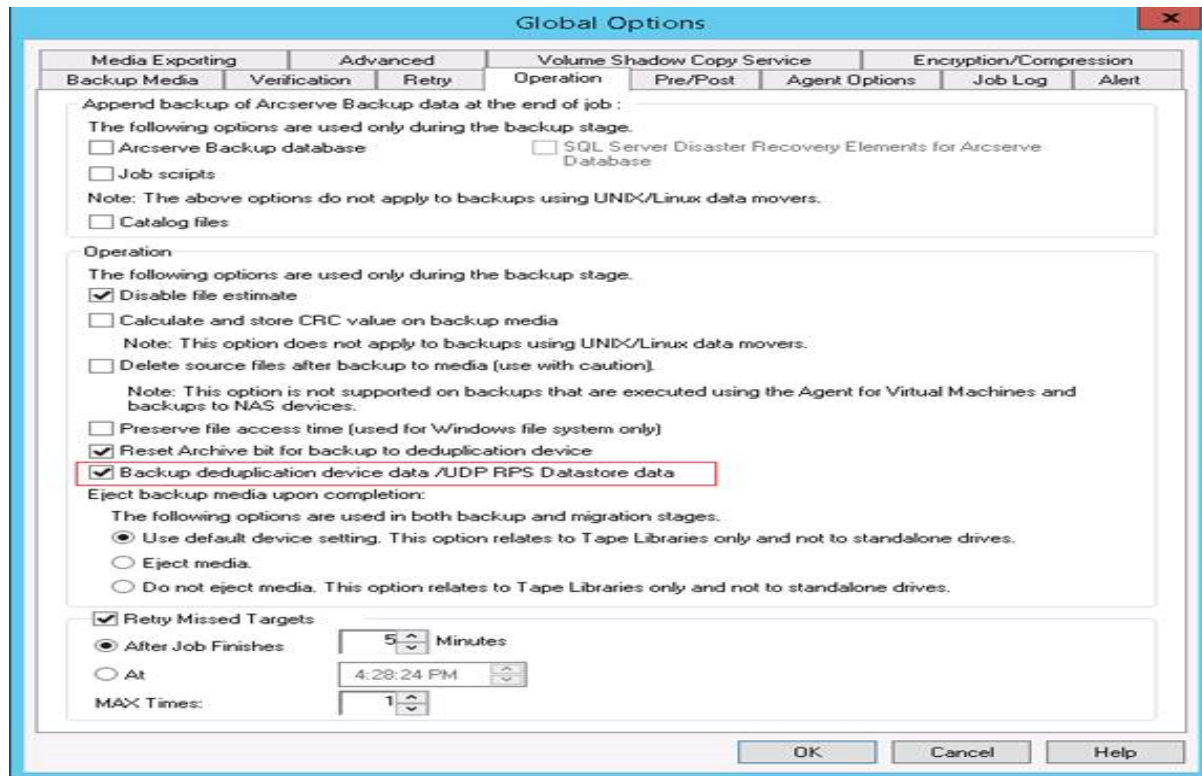 Global Options
Media Exporting
Advanced
Volume Shadow Copy Service
Encryption/Compression
Backup Media
Verification
Retry
Operation
Pre/Post
Agent Options
Job Log
Alert
Append backup of Arcserve Backup data at the end of job :
The following options are used only during the backup stage.
Arcserve Backup database
SQL Server Disaster Recovery Elements for Arcserve
Database
Job scripts
Note: The above options do not apply to backups using UNIX/Linux data movers.
Catalog files
Operation
The following options are used only during the backup stage.
Disable file estimate
Calculate and store CRC value on backup media
Note: This option does not apply to backups using UNIX/Linux data movers.
Delete source files after backup to media (use with caution).
Note: This option is not supported on backups that are executed using the Agent for Virtual Machines and
backups to NAS devices.
Preserve file access time (used for Windows file system only)
Reset Archive bit for backup to deduplication device
Backup deduplication device data /UDP RPS Datastore data
Eject backup media upon completion:
The following options are used in both backup and migration stages.
Use default device setting. This option relates to Tape Libraries only and not to standalone drives.
Eject media.
Do not eject media. This option relates to Tape Libraries only and not to standalone drives.
Retry Missed Targets
After Job Finishes 5 Minutes
At 4:28:24 PM
MAX Times: 1
OK
Cancel
Help